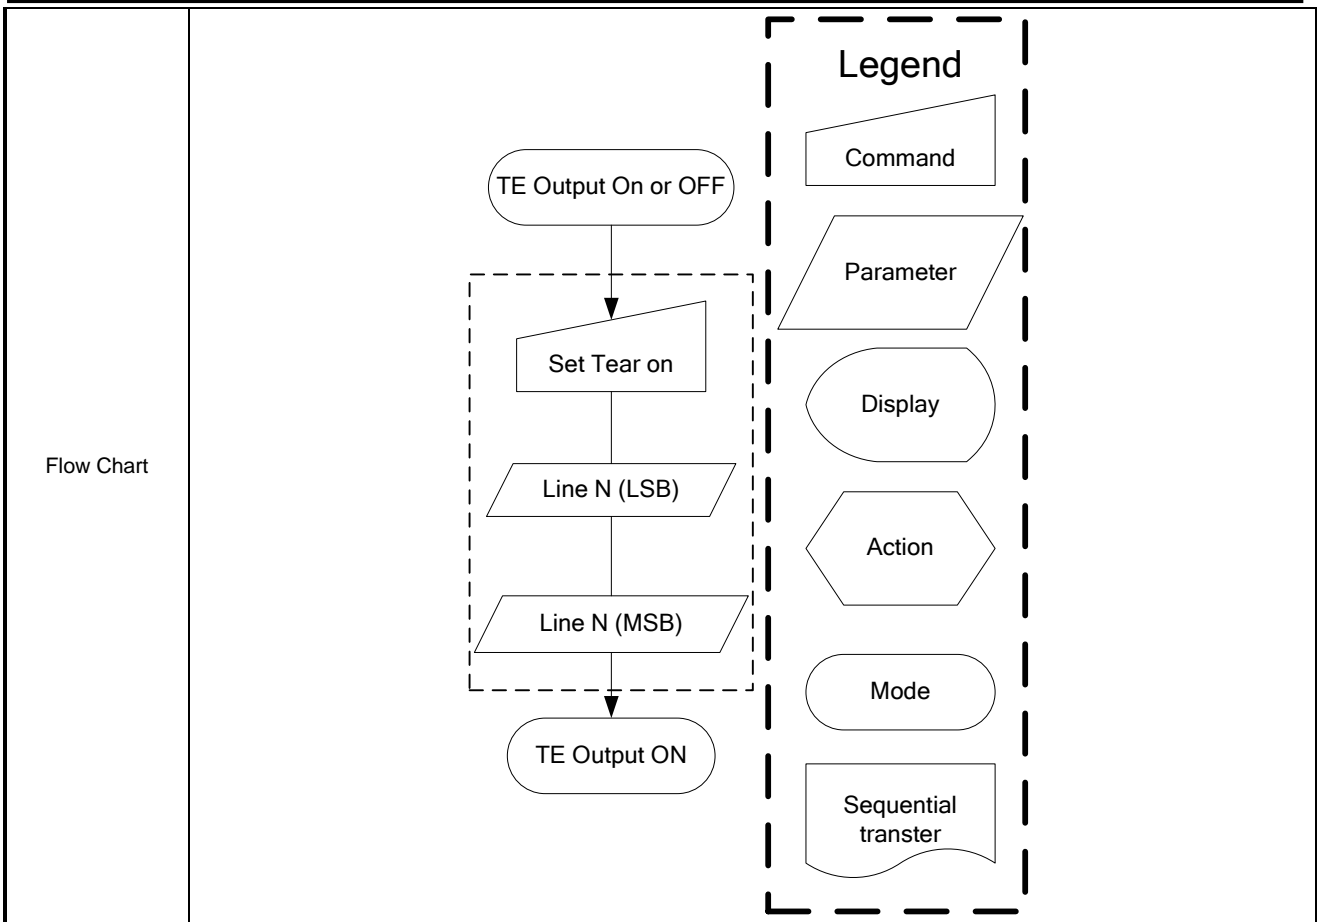 Flow Chart
TE Output On or OFF
Set Tear on
Line N (LSB)
Line N (MSB)
TE Output ON
Legend
Command
Parameter
Display
Action
Mode
Sequential
transter